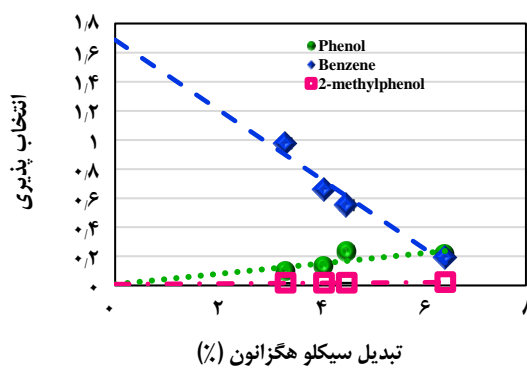 ۱٫۸
۱٫۶
۱٫۴
۱٫۲
۱
۰٫۸
۰٫۶
۰٫۴
۰٫۲
۰
Phenol
Benzene
2-methylphenol
انتخاب پذیری
۰ ۲ ۴ ۶ ۸
تبدیل سیکلو هگزانون (%)